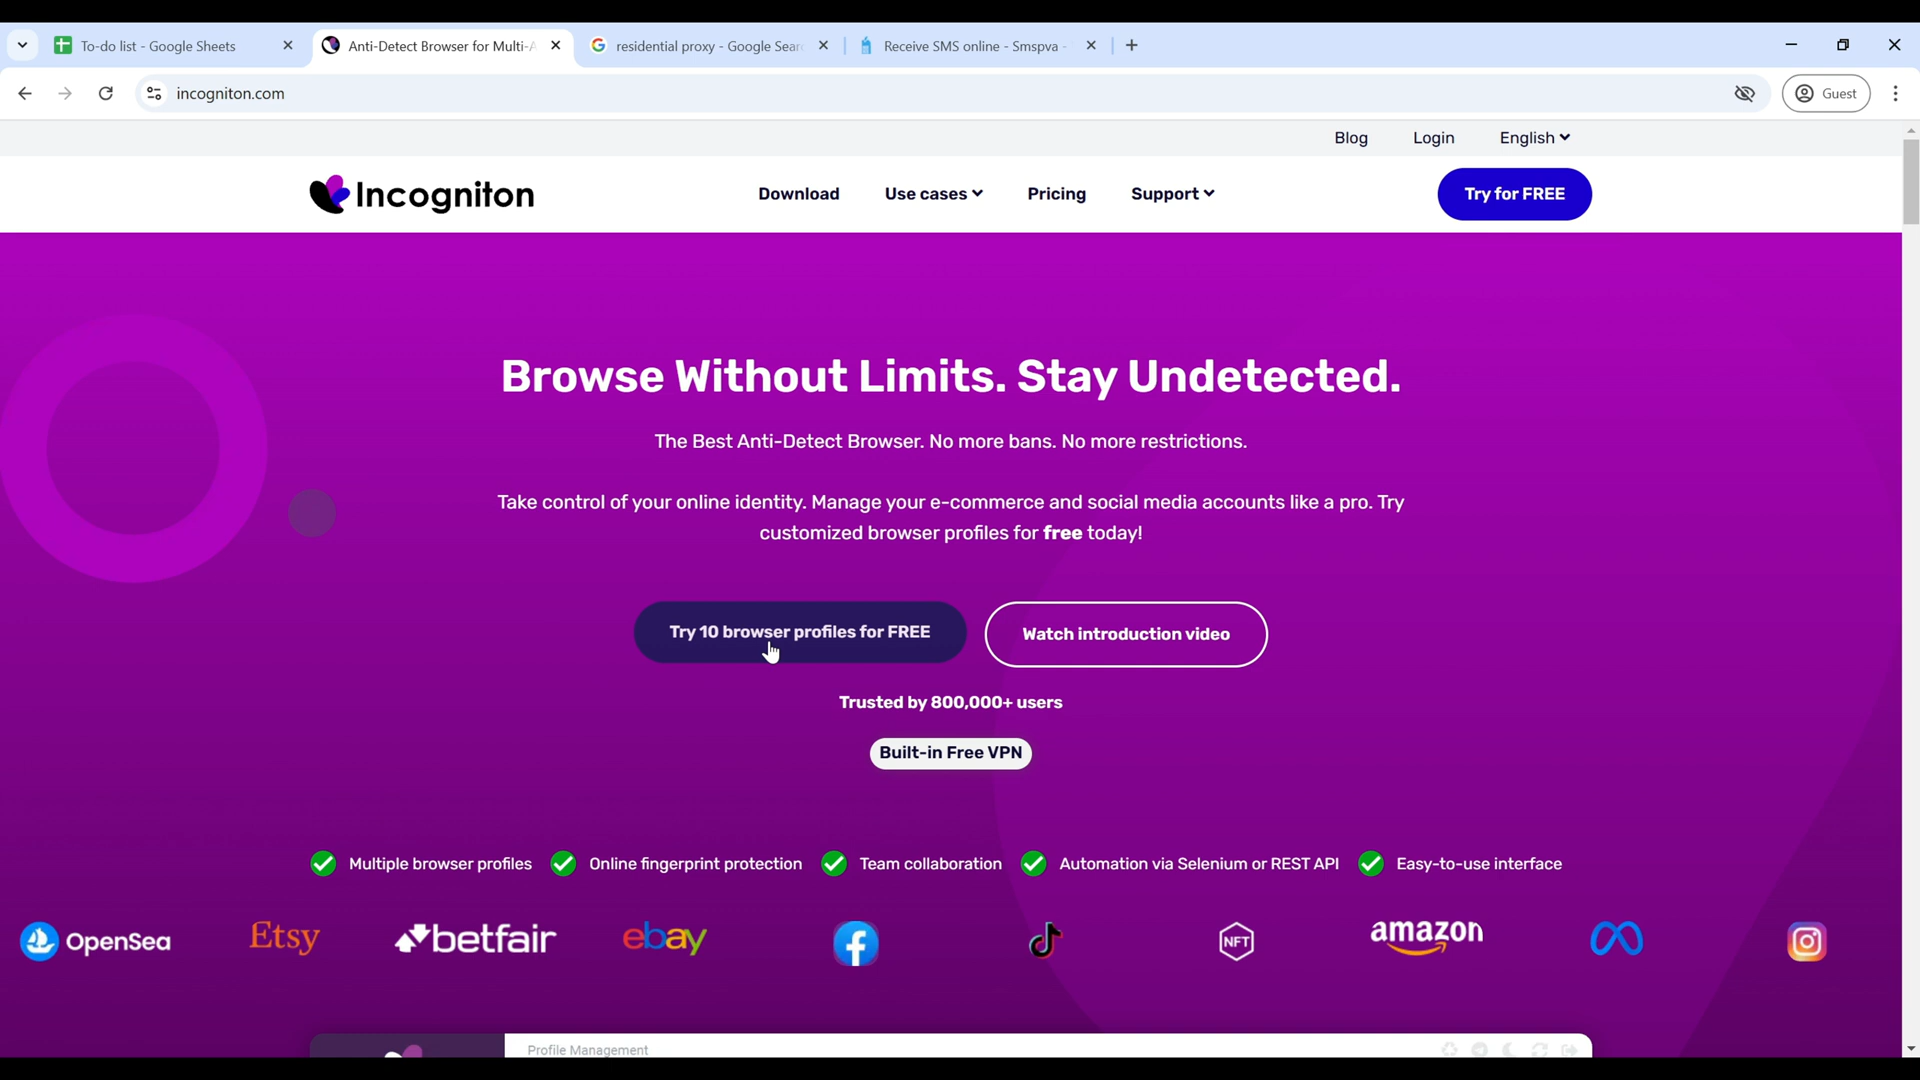 To-do list - Google Sheets
Anti-Detect Browser for Multi-A
residential proxy - Google Sear
Receive SMS online - Smspva -
incogniton.com
Guest
Blog
Login
English
Incogniton
Download
Use cases
Pricing
Support
Try for FREE
Browse Without Limits. Stay Undetected.
The Best Anti-Detect Browser. No more bans. No more restrictions.
Take control of your online identity. Manage your e-commerce and social media accounts like a pro. Try
customized browser profiles for free today!
Try 10 browser profiles for FREE
Watch introduction video
Trusted by 800,000+ users
Built-in Free VPN
Multiple browser profiles
Online fingerprint protection
Team collaboration
Automation via Selenium or REST API
Easy-to-use interface
OpenSea
Etsy
betfair
ebay
NFT
amazon
Profile Management